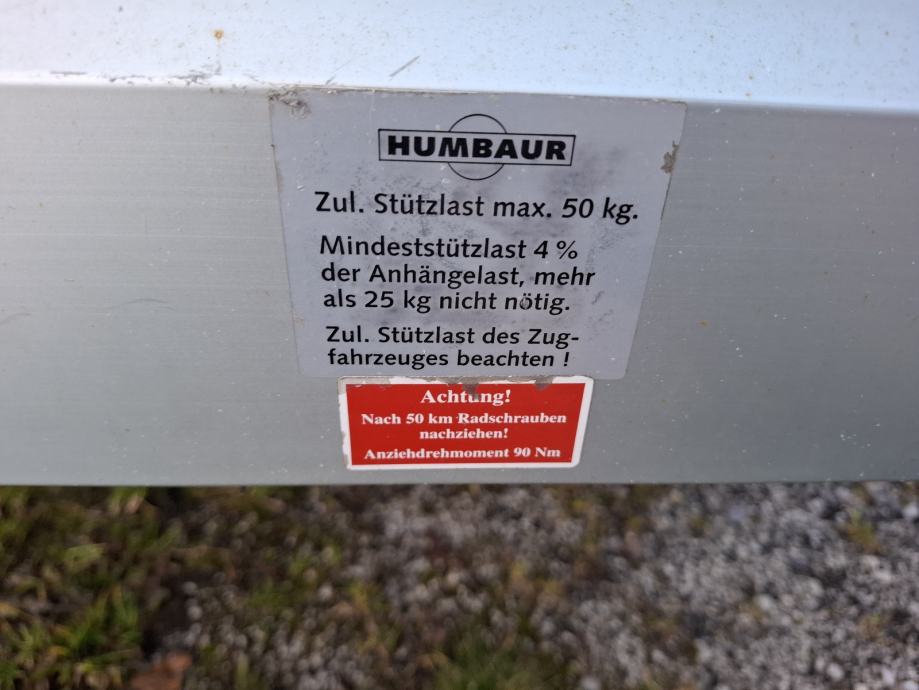 HUMBAUR
Zul. Stützlast max. 50 kg.
Mindeststützlast 4 %
der Anhängelast, mehr
als 25 kg nicht nötig.
Zul. Stützlast des Zug-
fahrzeuges beachten !
Achtung!
Nach 50 km Radschrauben
nachziehen!
Anziehdrehmoment 90 Nm